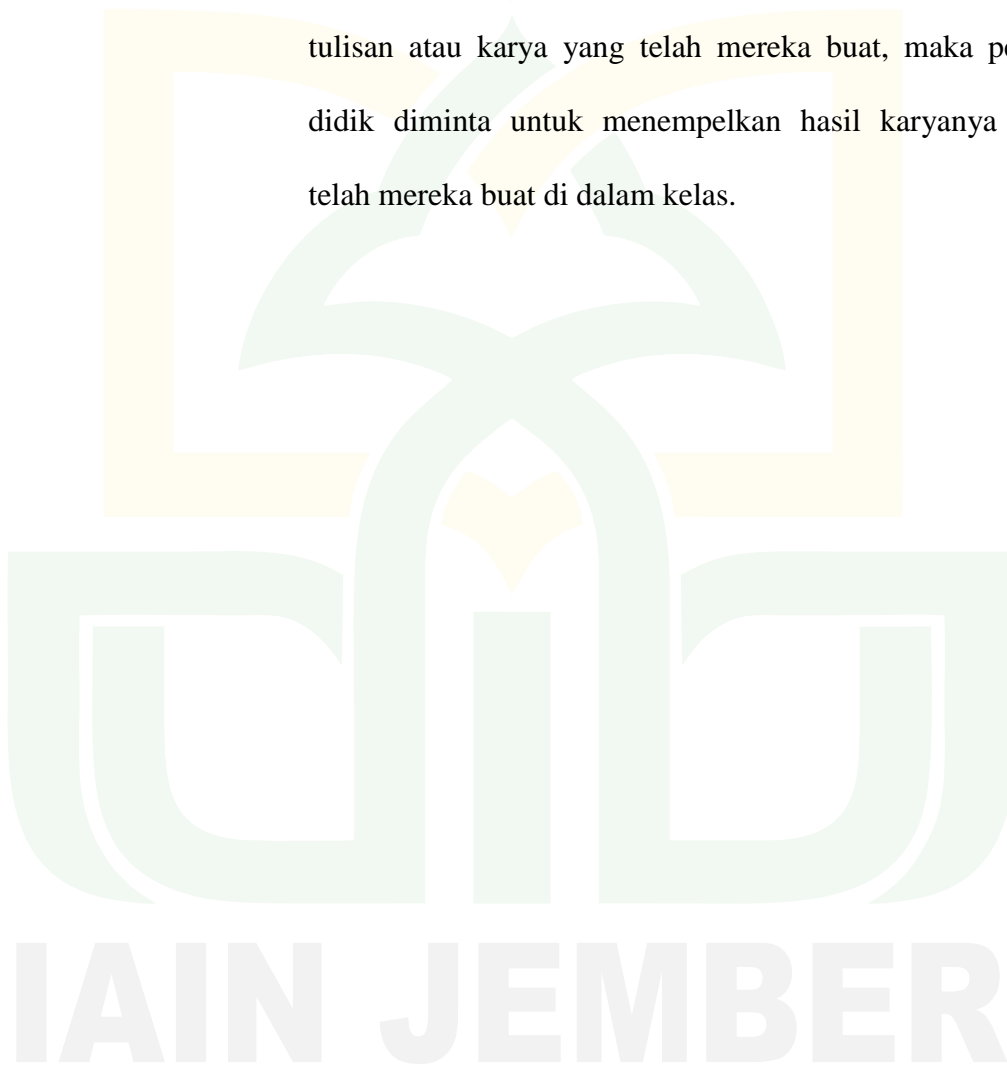 tulisan atau karya yang telah mereka buat, maka
didik diminta untuk menempelkan hasil karyanya
telah mereka buat di dalam kelas.
IAIN JEMBER